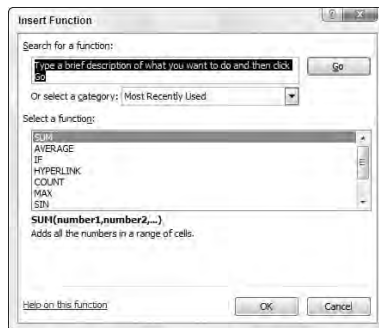 Insert Function
Search for a function:
Type a brief description of what you want to do and then click
Go
Go
Or select a category: Most Recently Used
Select a function:
SUM
AVERAGE
IF
HYPERLINK
COUNT
MAX
SIN
SUM(number1,number2,...)
Adds all the numbers in a range of cells.
Help on this function
OK
Cancel